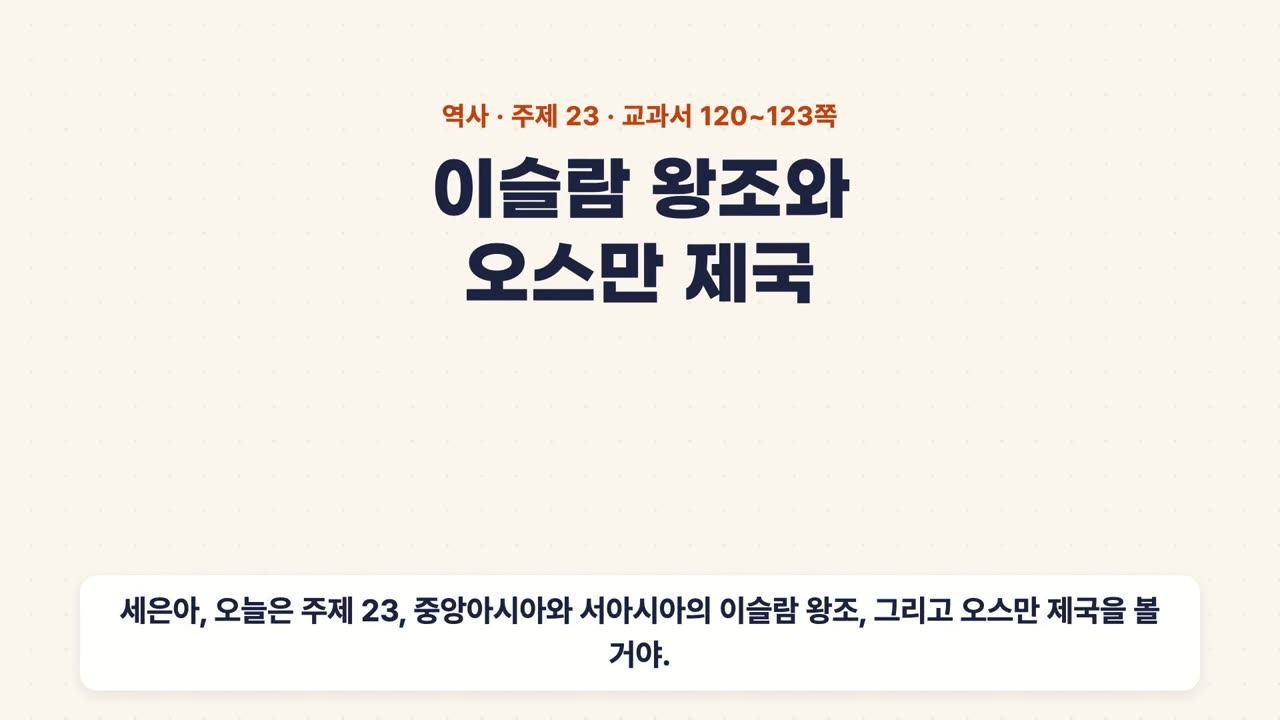 역사 · 주제 23 · 교과서 120~123쪽
이슬람 왕조와
오스만 제국
세은아, 오늘은 주제 23, 중앙아시아와 서아시아의 이슬람 왕조, 그리고 오스만 제국을 볼
거야.